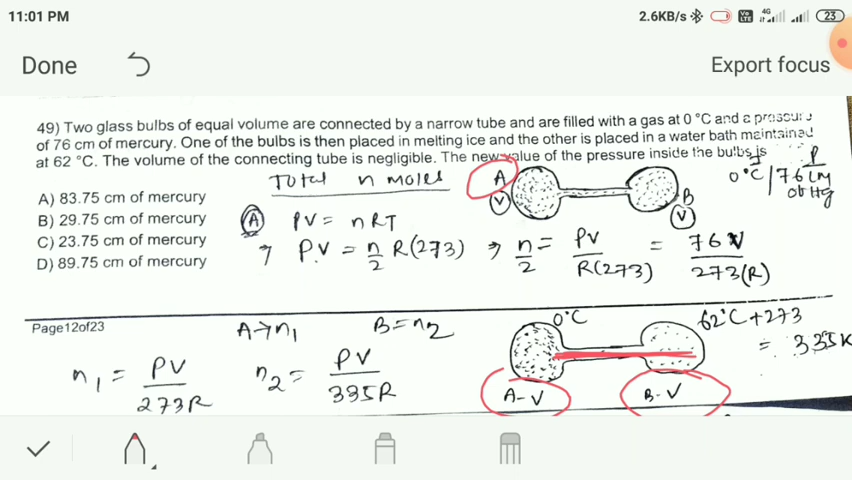 11:01 PM 2.6KB/s 4G Vo LTE 23
Done Export focus
49) Two glass bulbs of equal volume are connected by a narrow tube and are filled with a gas at 0 °C and a pressure
of 76 cm of mercury. One of the bulbs is then placed in melting ice and the other is placed in a water bath maintained
at 62 °C. The volume of the connecting tube is negligible. The new value of the pressure inside the bulbs is
Total n moles A V B V T P
0°C/76cm
of Hg
A) 83.75 cm of mercury
B) 29.75 cm of mercury
C) 23.75 cm of mercury
D) 89.75 cm of mercury
A PV = nRT
⇒ P.V = n/2 R(273) ⇒ n/2 = PV/R(273) = 76V/273(R)
Page12of23
A→n1 B=n2 0°C 62°C+273
= 335K
n1 = PV/273R n2 = PV/335R
A-V B-V